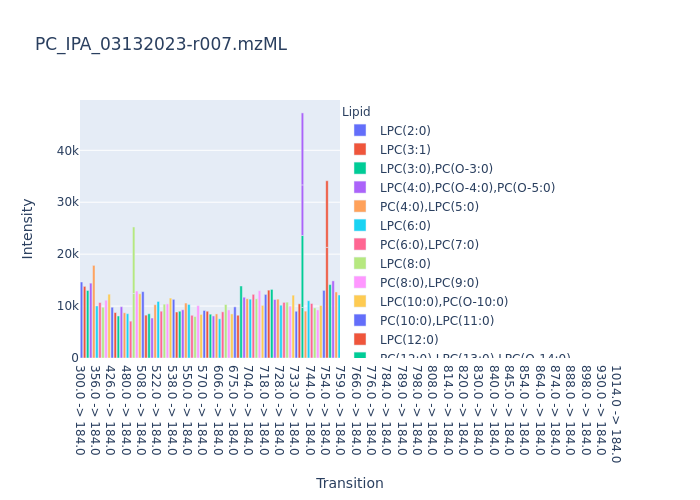 PC_IPA_03132023-r007.mzML
Lipid
LPC(2:0)
LPC(3:1)
LPC(3:0),PC(O-3:0)
LPC(4:0),PC(O-4:0),PC(O-5:0)
PC(4:0),LPC(5:0)
LPC(6:0)
PC(6:0),LPC(7:0)
LPC(8:0)
PC(8:0),LPC(9:0)
LPC(10:0),PC(O-10:0)
PC(10:0),LPC(11:0)
LPC(12:0)
PC(12:0),LPC(13:0),LPC(O-14:0)
Intensity
40k
30k
20k
10k
0
300.0 -> 184.0
356.0 -> 184.0
426.0 -> 184.0
480.0 -> 184.0
508.0 -> 184.0
522.0 -> 184.0
538.0 -> 184.0
550.0 -> 184.0
570.0 -> 184.0
606.0 -> 184.0
675.0 -> 184.0
704.0 -> 184.0
718.0 -> 184.0
728.0 -> 184.0
733.0 -> 184.0
744.0 -> 184.0
754.0 -> 184.0
759.0 -> 184.0
766.0 -> 184.0
776.0 -> 184.0
784.0 -> 184.0
789.0 -> 184.0
798.0 -> 184.0
808.0 -> 184.0
814.0 -> 184.0
820.0 -> 184.0
830.0 -> 184.0
840.0 -> 184.0
845.0 -> 184.0
854.0 -> 184.0
864.0 -> 184.0
874.0 -> 184.0
888.0 -> 184.0
898.0 -> 184.0
930.0 -> 184.0
1014.0 -> 184.0
Transition